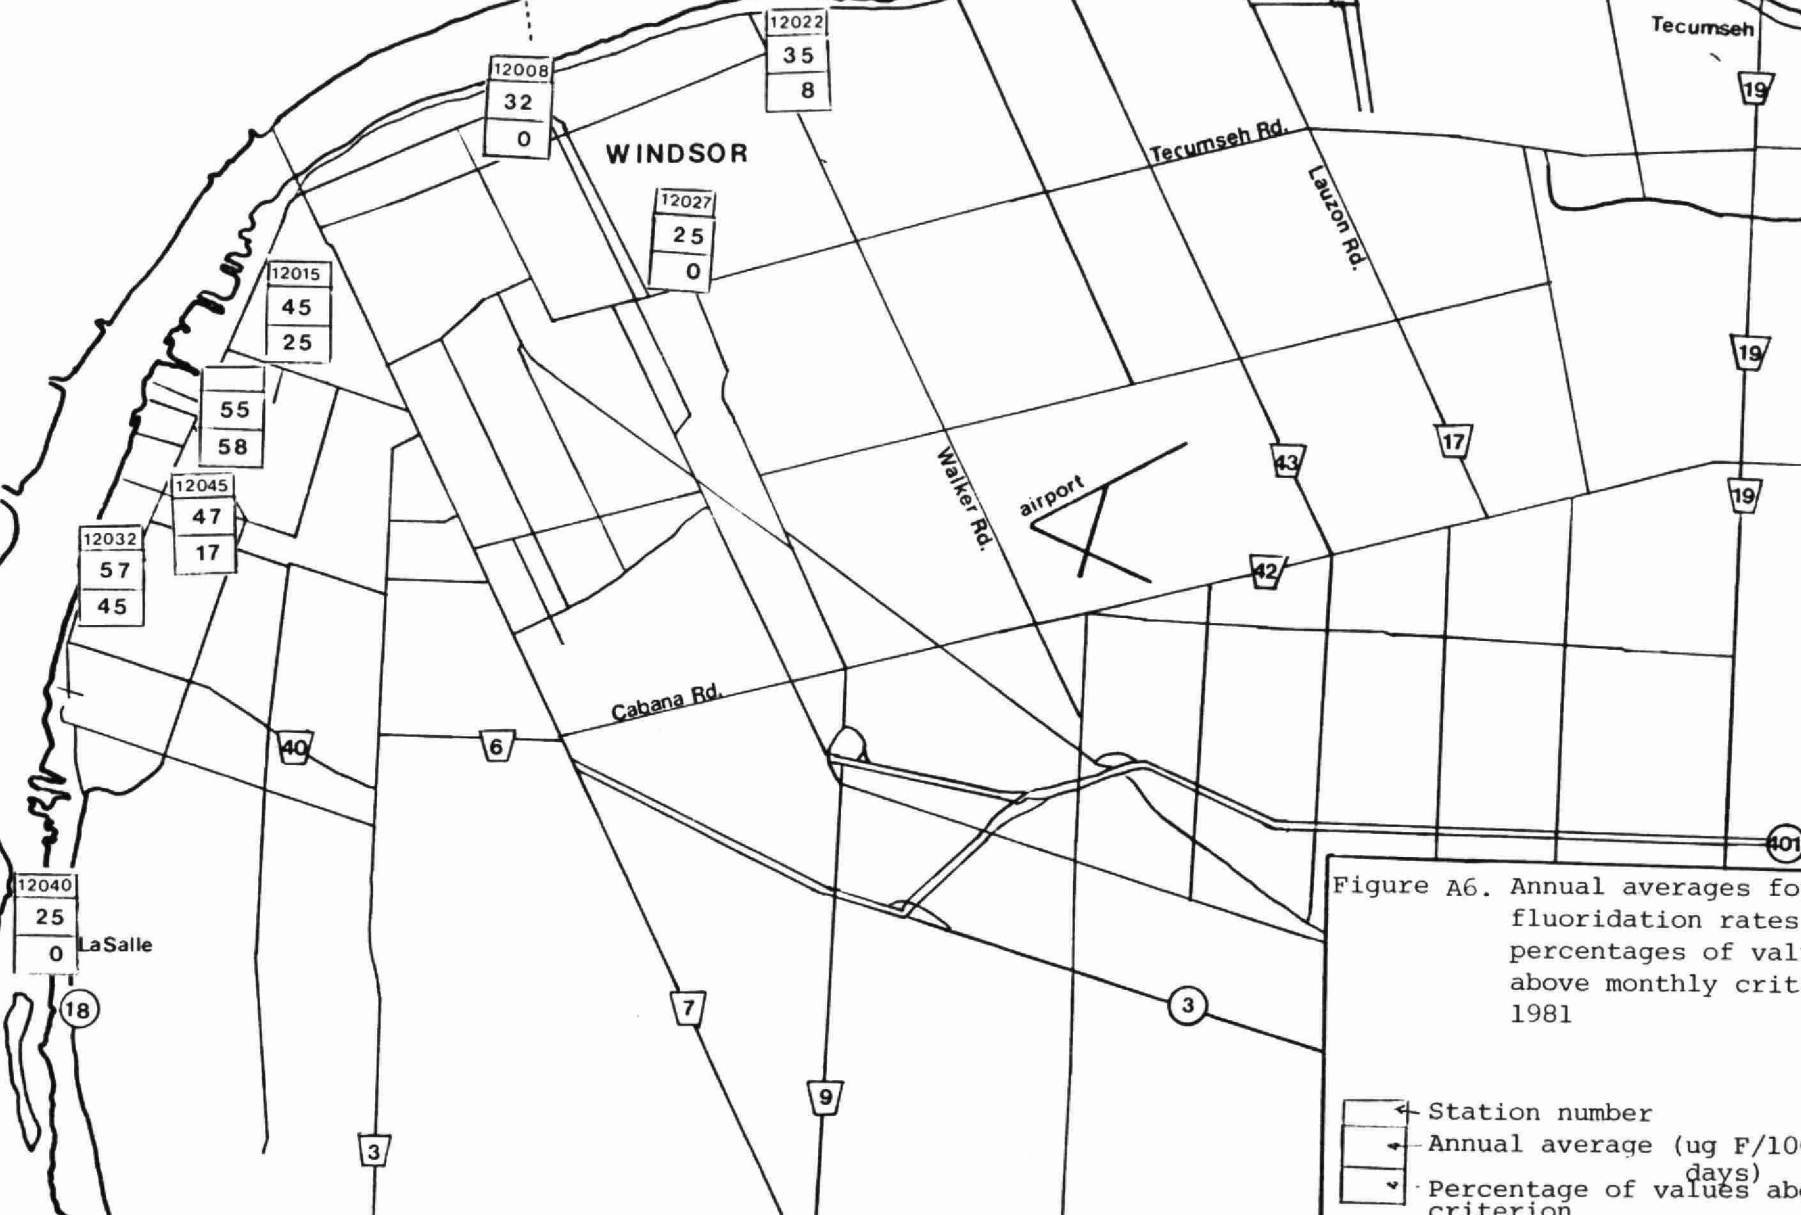 Tecumseh
19
12022
35
8
12008
32
0
WINDSOR
Tecumseh Rd.
Lauzon Rd.
12027
25
0
12015
45
25
19
55
58
17
43
Walker Rd.
airport
19
12045
47
17
12032
57
45
42
Cabana Rd.
40
6
401
12040
25
0
LaSalle
18
7
3
9
3
Figure A6. Annual averages fo
fluoridation rates
percentages of val
above monthly crit
1981
Station number
Annual average (ug F/10
days)
Percentage of values ab
criterion